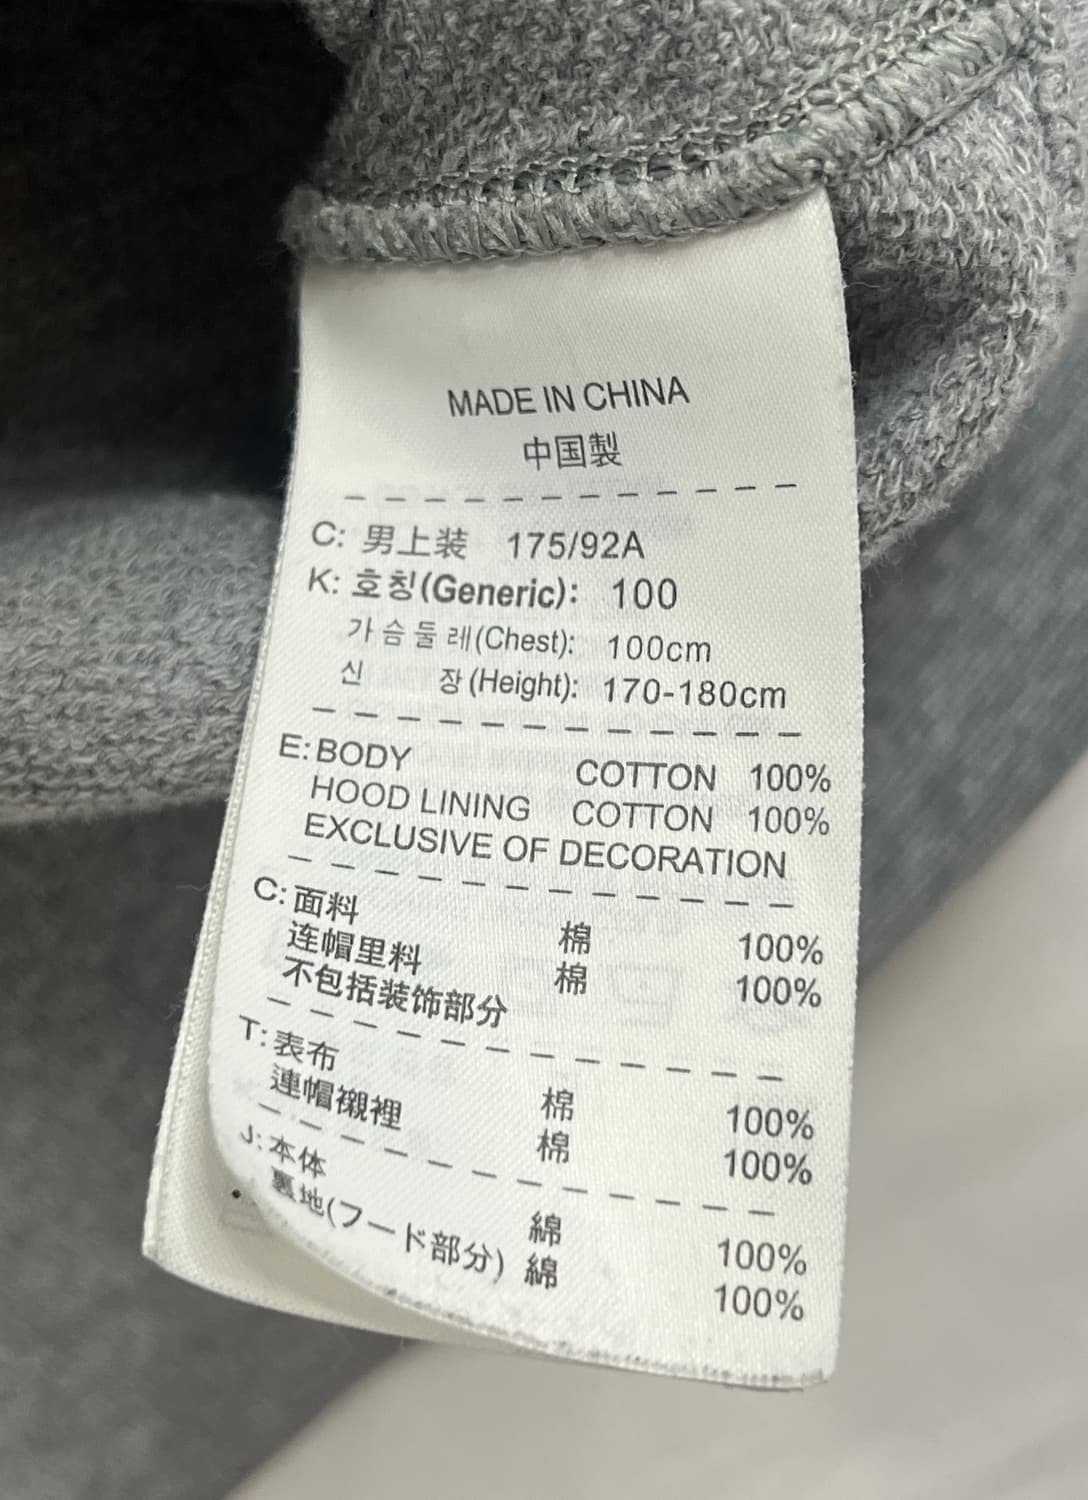 MADE IN CHINA
中国製
C: 男上装 175/92A
K: 호칭(Generic): 100
가슴둘레(Chest): 100cm
신 장(Height): 170-180cm
E: BODY COTTON 100%
HOOD LINING COTTON 100%
EXCLUSIVE OF DECORATION
C: 面料 棉 100%
连帽里料 棉 100%
不包括装饰部分
T: 表布 棉 100%
連帽襯裡 棉 100%
J: 本体 綿 100%
裏地(フード部分) 綿 100%